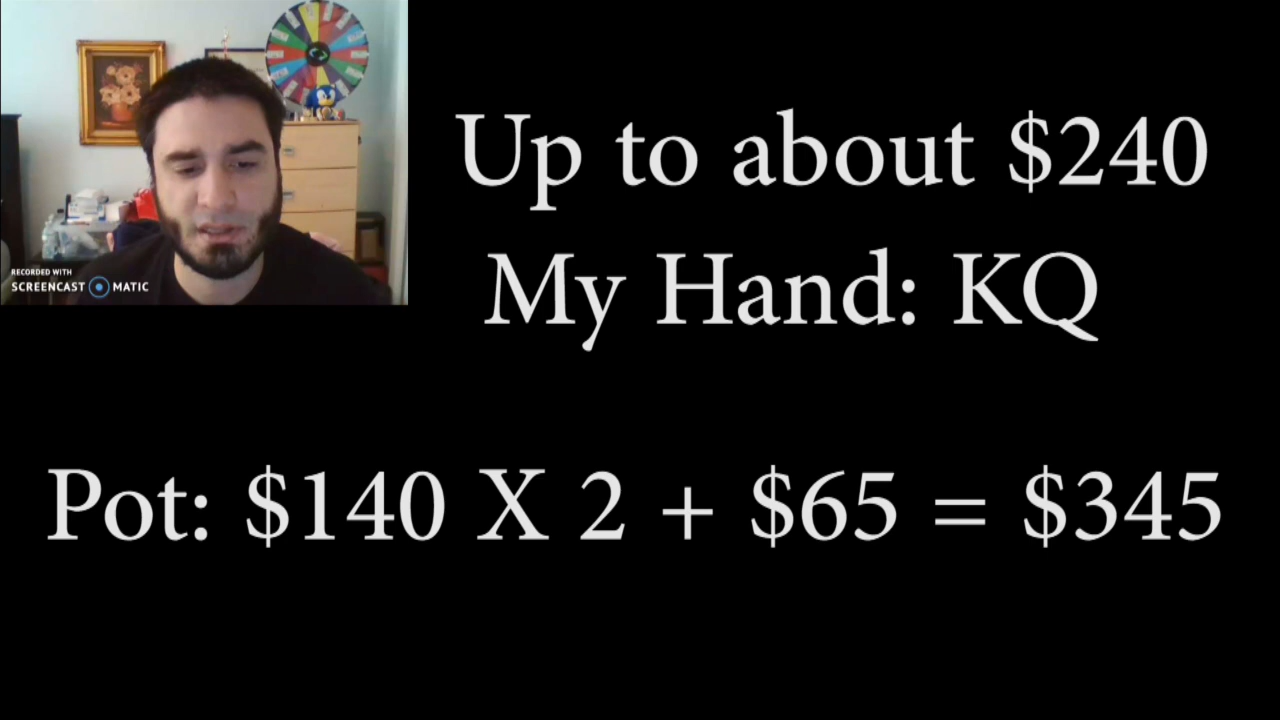 Up to about $240
My Hand: KQ
Pot: $140 X 2 + $65 = $345
RECORDED WITH
SCREENCAST MATIC